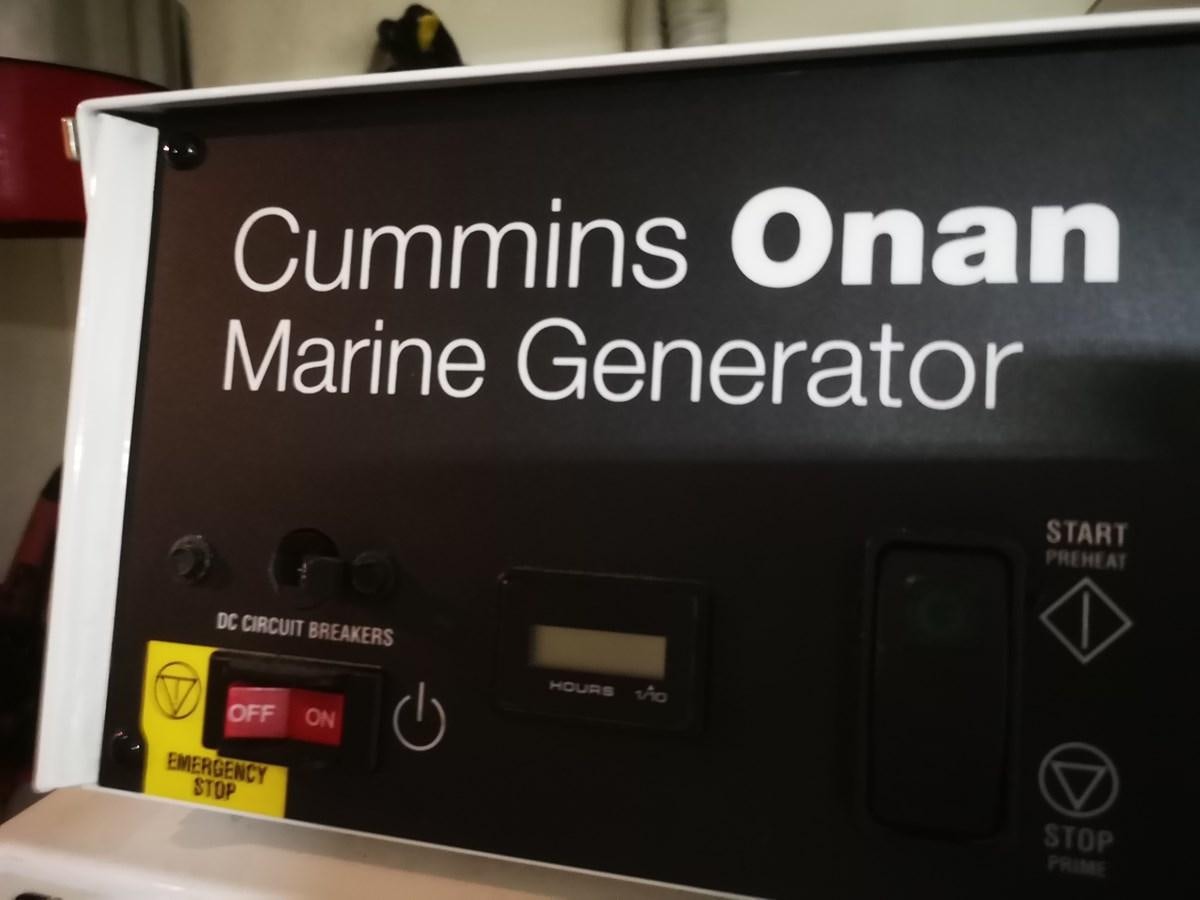 Cummins Onan
Marine Generator
START
PREHEAT
DC CIRCUIT BREAKERS
OFF ON
HOURS 1/10
EMERGENCY
STOP
STOP
PRIME